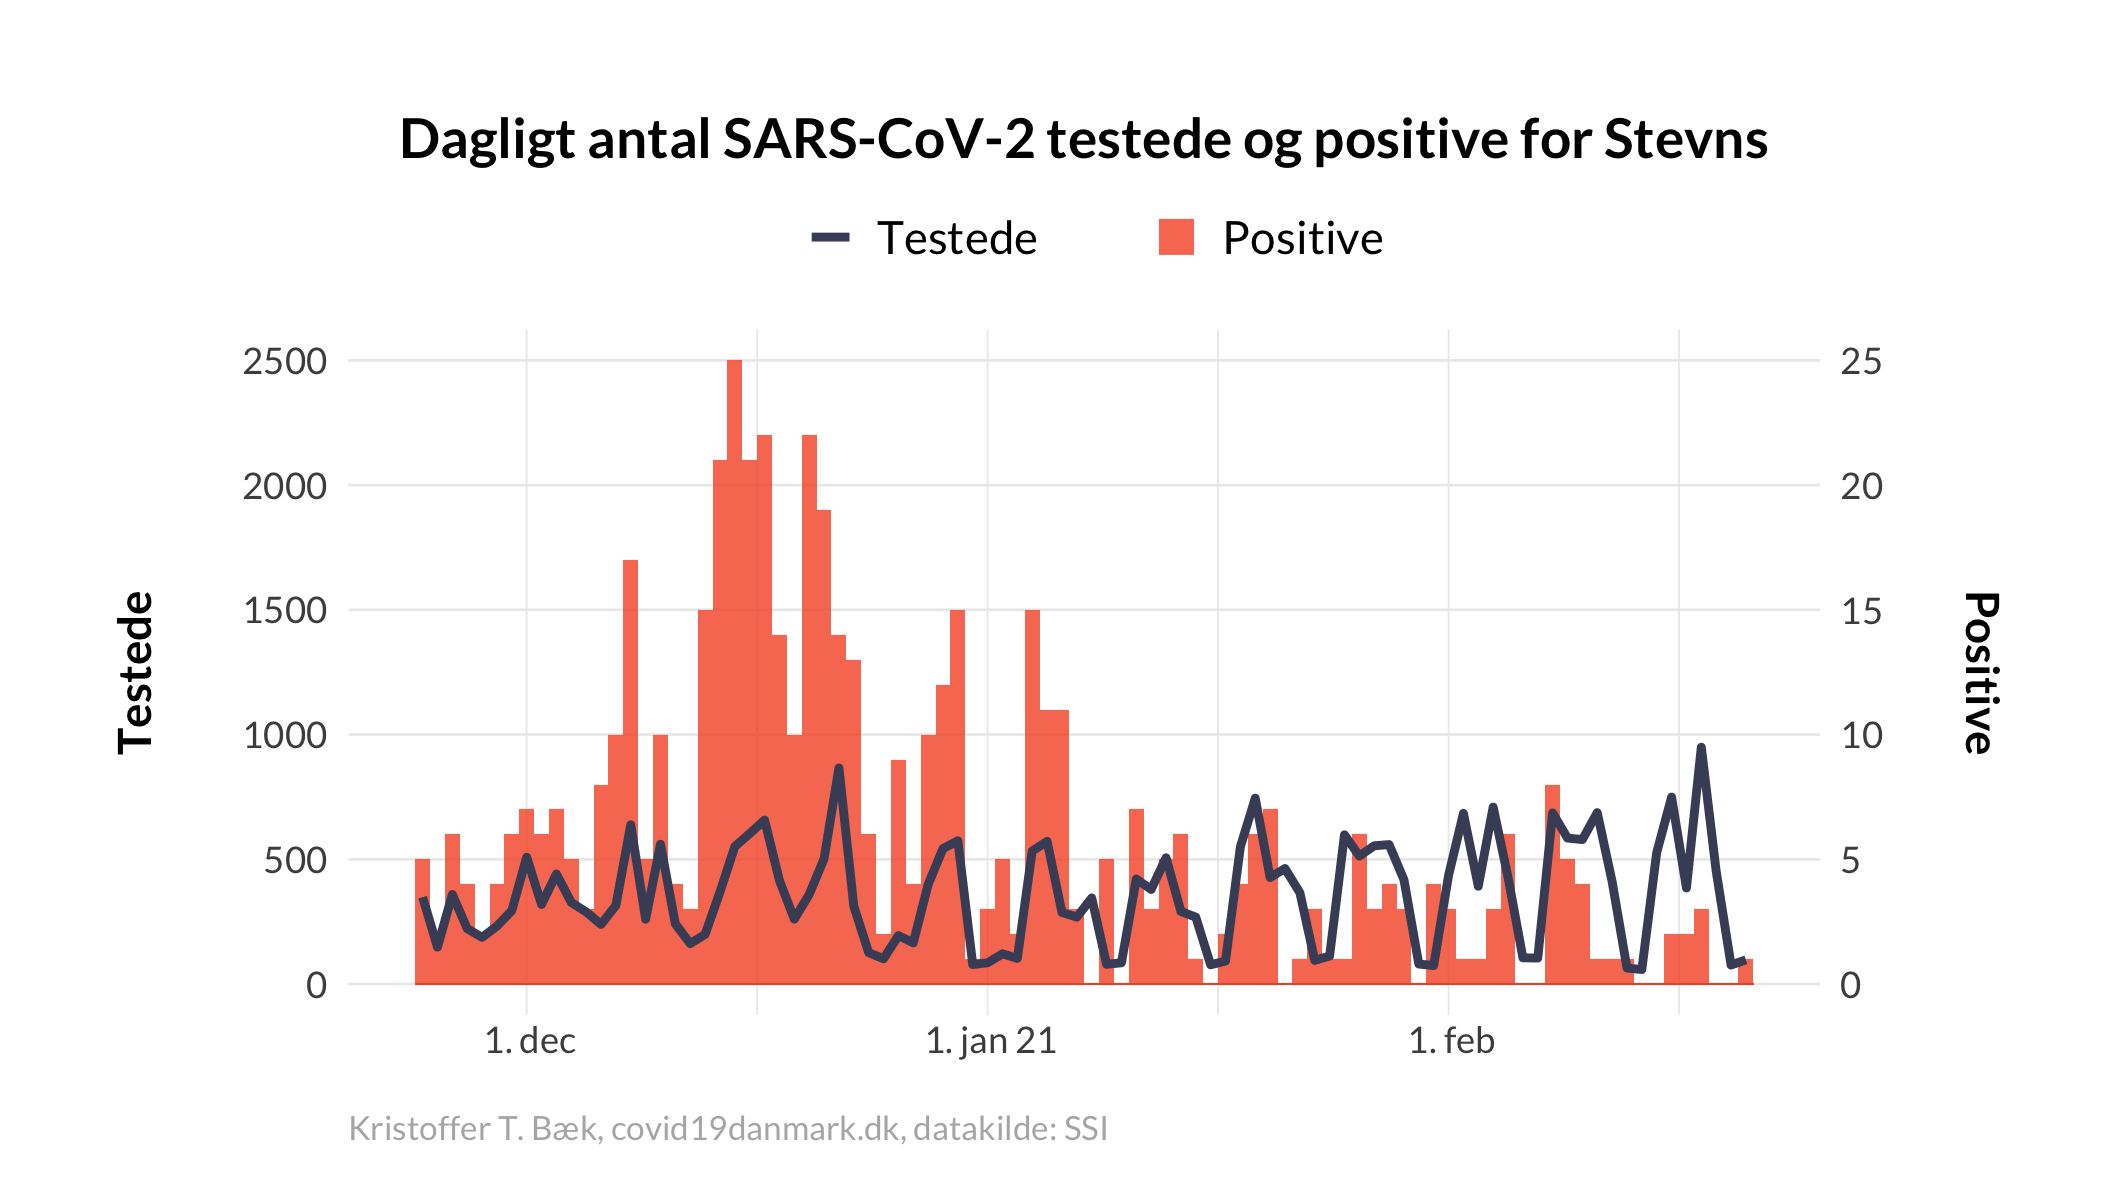 Dagligt antal SARS-CoV-2 testede og positive for Stevns
Testede
Positive
2500
2000
1500
1000
500
0
25
20
15
10
5
0
Testede
Positive
1. dec
1. jan 21
1. feb
Kristoffer T. Bæk, covid19danmark.dk, datakilde: SSI